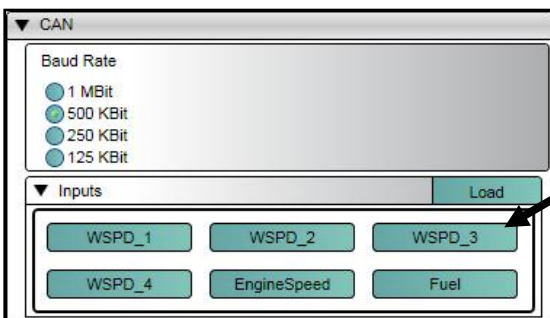 CAN
Baud Rate
1 MBit
500 KBit
250 KBit
125 KBit
Inputs Load
WSPD_1 WSPD_2 WSPD_3
WSPD_4 EngineSpeed Fuel